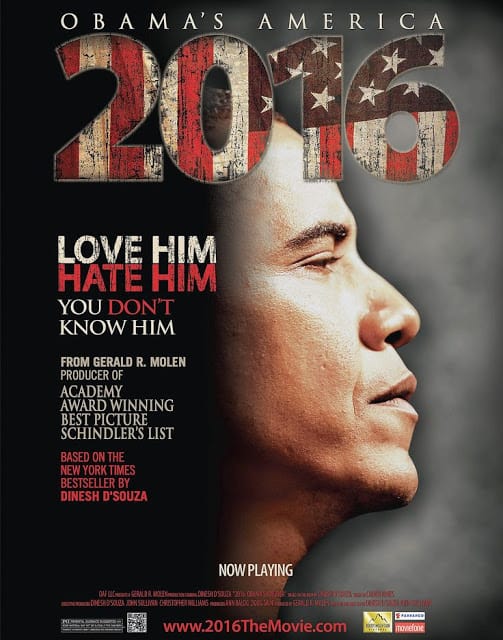 OBAMA'S AMERICA
2016
LOVE HIM
HATE HIM
YOU DON'T
KNOW HIM
FROM GERALD R. MOLEN
PRODUCER OF
ACADEMY
AWARD WINNING
BEST PICTURE
SCHINDLER'S LIST
BASED ON THE
NEW YORK TIMES
BESTSELLER BY
DINESH D'SOUZA
NOW PLAYING
www.2016TheMovie.com
moviefone